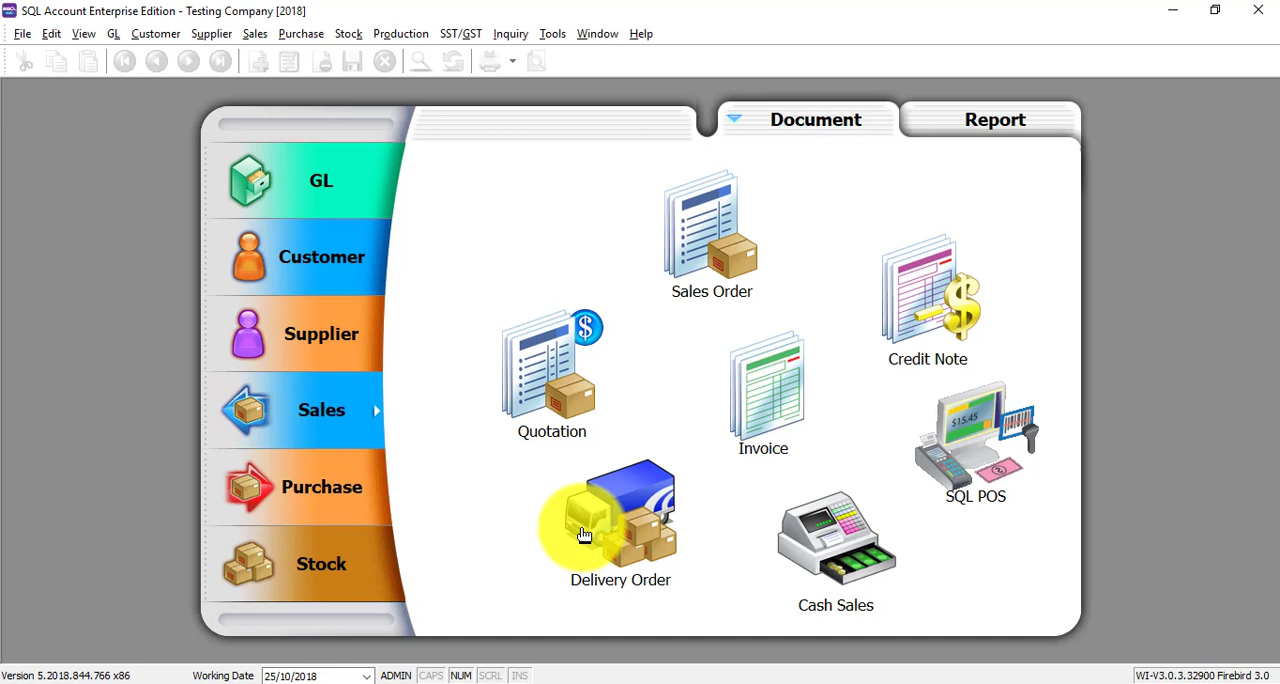 SQL Account Enterprise Edition - Testing Company [2018]
File Edit View GL Customer Supplier Sales Purchase Stock Production SST/GST Inquiry Tools Window Help
Document Report
GL
Customer
Supplier
Sales
Purchase
Stock
Sales Order
Credit Note
Quotation
Invoice
$15.45
SQL POS
Delivery Order
Cash Sales
Version 5.2018.844.766 x86 Working Date 25/10/2018 ADMIN CAPS NUM SCRL INS WI-V3.0.3.32900 Firebird 3.0